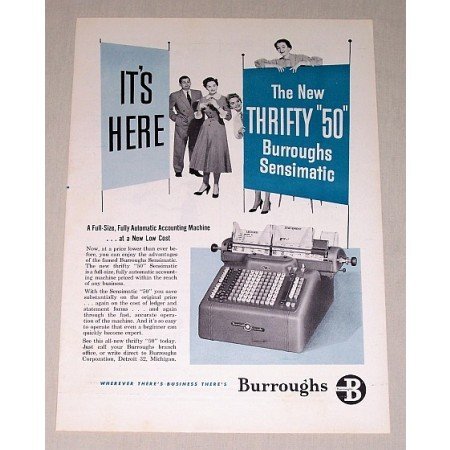 IT'S
HERE
The New
THRIFTY "50"
Burroughs
Sensimatic
A Full-Size, Fully Automatic Accounting Machine
. . . at a New Low Cost
Now, at a price lower than ever be-
fore, you can enjoy the advantages
of the famed Burroughs Sensimatic.
The new thrifty "50" Sensimatic
is a full-size, fully automatic account-
ing machine priced within the reach
of any business.
With the Sensimatic "50" you save
substantially on the original price
. . . again on the cost of ledger and
statement forms . . . and again
through the fast, accurate opera-
tion of the machine. And it's so easy
to operate that even a beginner can
quickly become expert.
See this all-new thrifty "50" today.
Just call your Burroughs branch
office, or write direct to Burroughs
Corporation, Detroit 32, Michigan.
WHEREVER THERE'S BUSINESS THERE'S
Burroughs
B